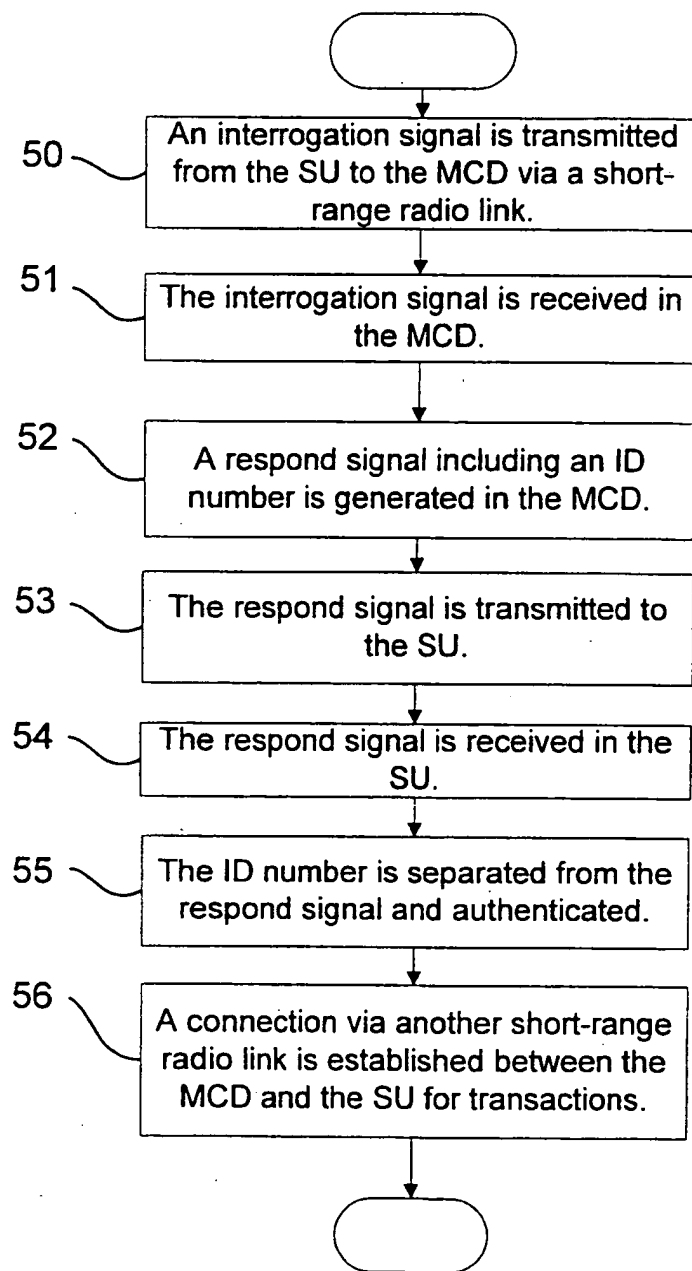 50
An interrogation signal is transmitted
from the SU to the MCD via a short-
range radio link.
51
The interrogation signal is received in
the MCD.
52
A respond signal including an ID
number is generated in the MCD.
53
The respond signal is transmitted to
the SU.
54
The respond signal is received in the
SU.
55
The ID number is separated from the
respond signal and authenticated.
56
A connection via another short-range
radio link is established between the
MCD and the SU for transactions.